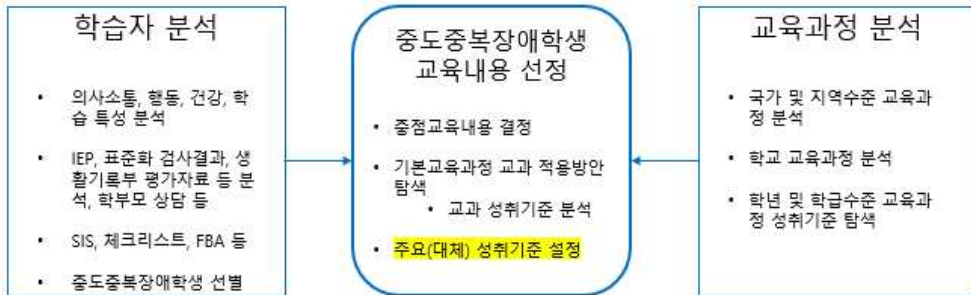 학습자 분석
• 의사소통, 행동, 건강, 학
습 특성 분석
• IEP, 표준화 검사결과, 생
활기록부 평가자료 등 분
석, 학부모 상담 등
• SIS, 체크리스트, FBA 등
• 중도중복장애학생 선별
중도중복장애학생
교육내용 선정
• 중점교육내용 결정
• 기본교육과정 교과 적용방안
탐색
• 교과 성취기준 분석
• 주요(대체) 성취기준 설정
교육과정 분석
• 국가 및 지역수준 교육과
정 분석
• 학교 교육과정 분석
• 학년 및 학급수준 교육과
정 성취기준 탐색